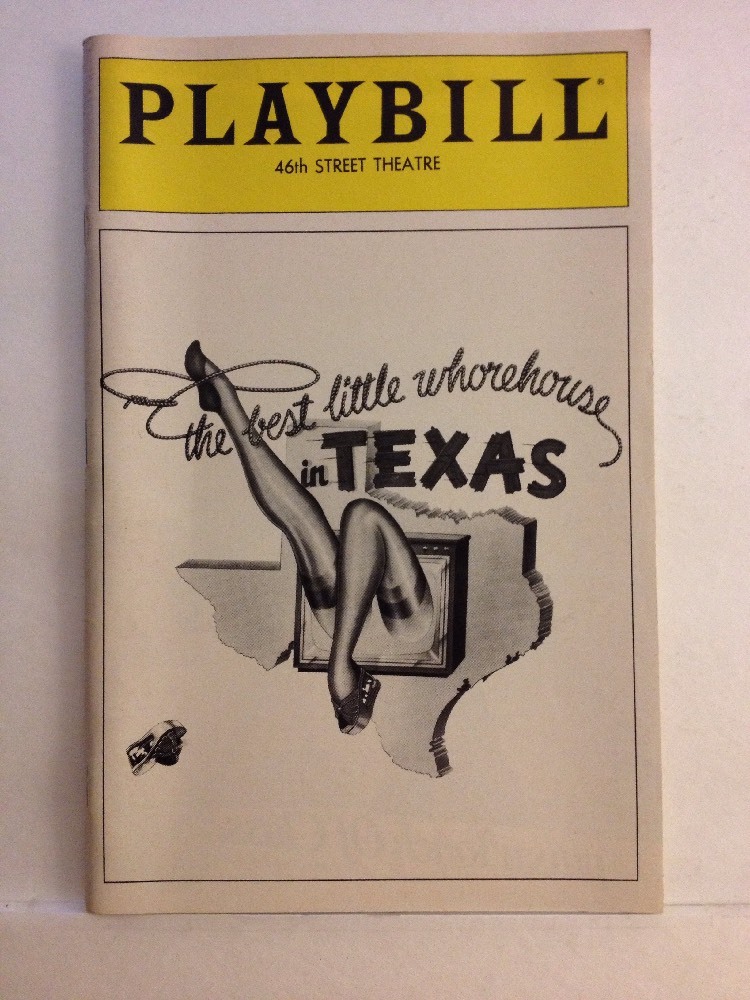 PLAYBILL®
46th STREET THEATRE
the best little whorehouse
in TEXAS